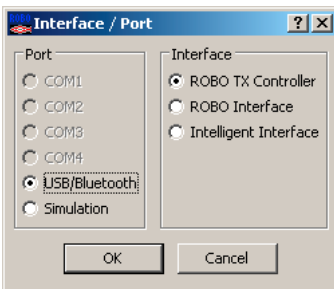 Interface / Port
Port
COM1
COM2
COM3
COM4
USB/Bluetooth
Simulation
Interface
ROBO TX Controller
ROBO Interface
Intelligent Interface
OK
Cancel